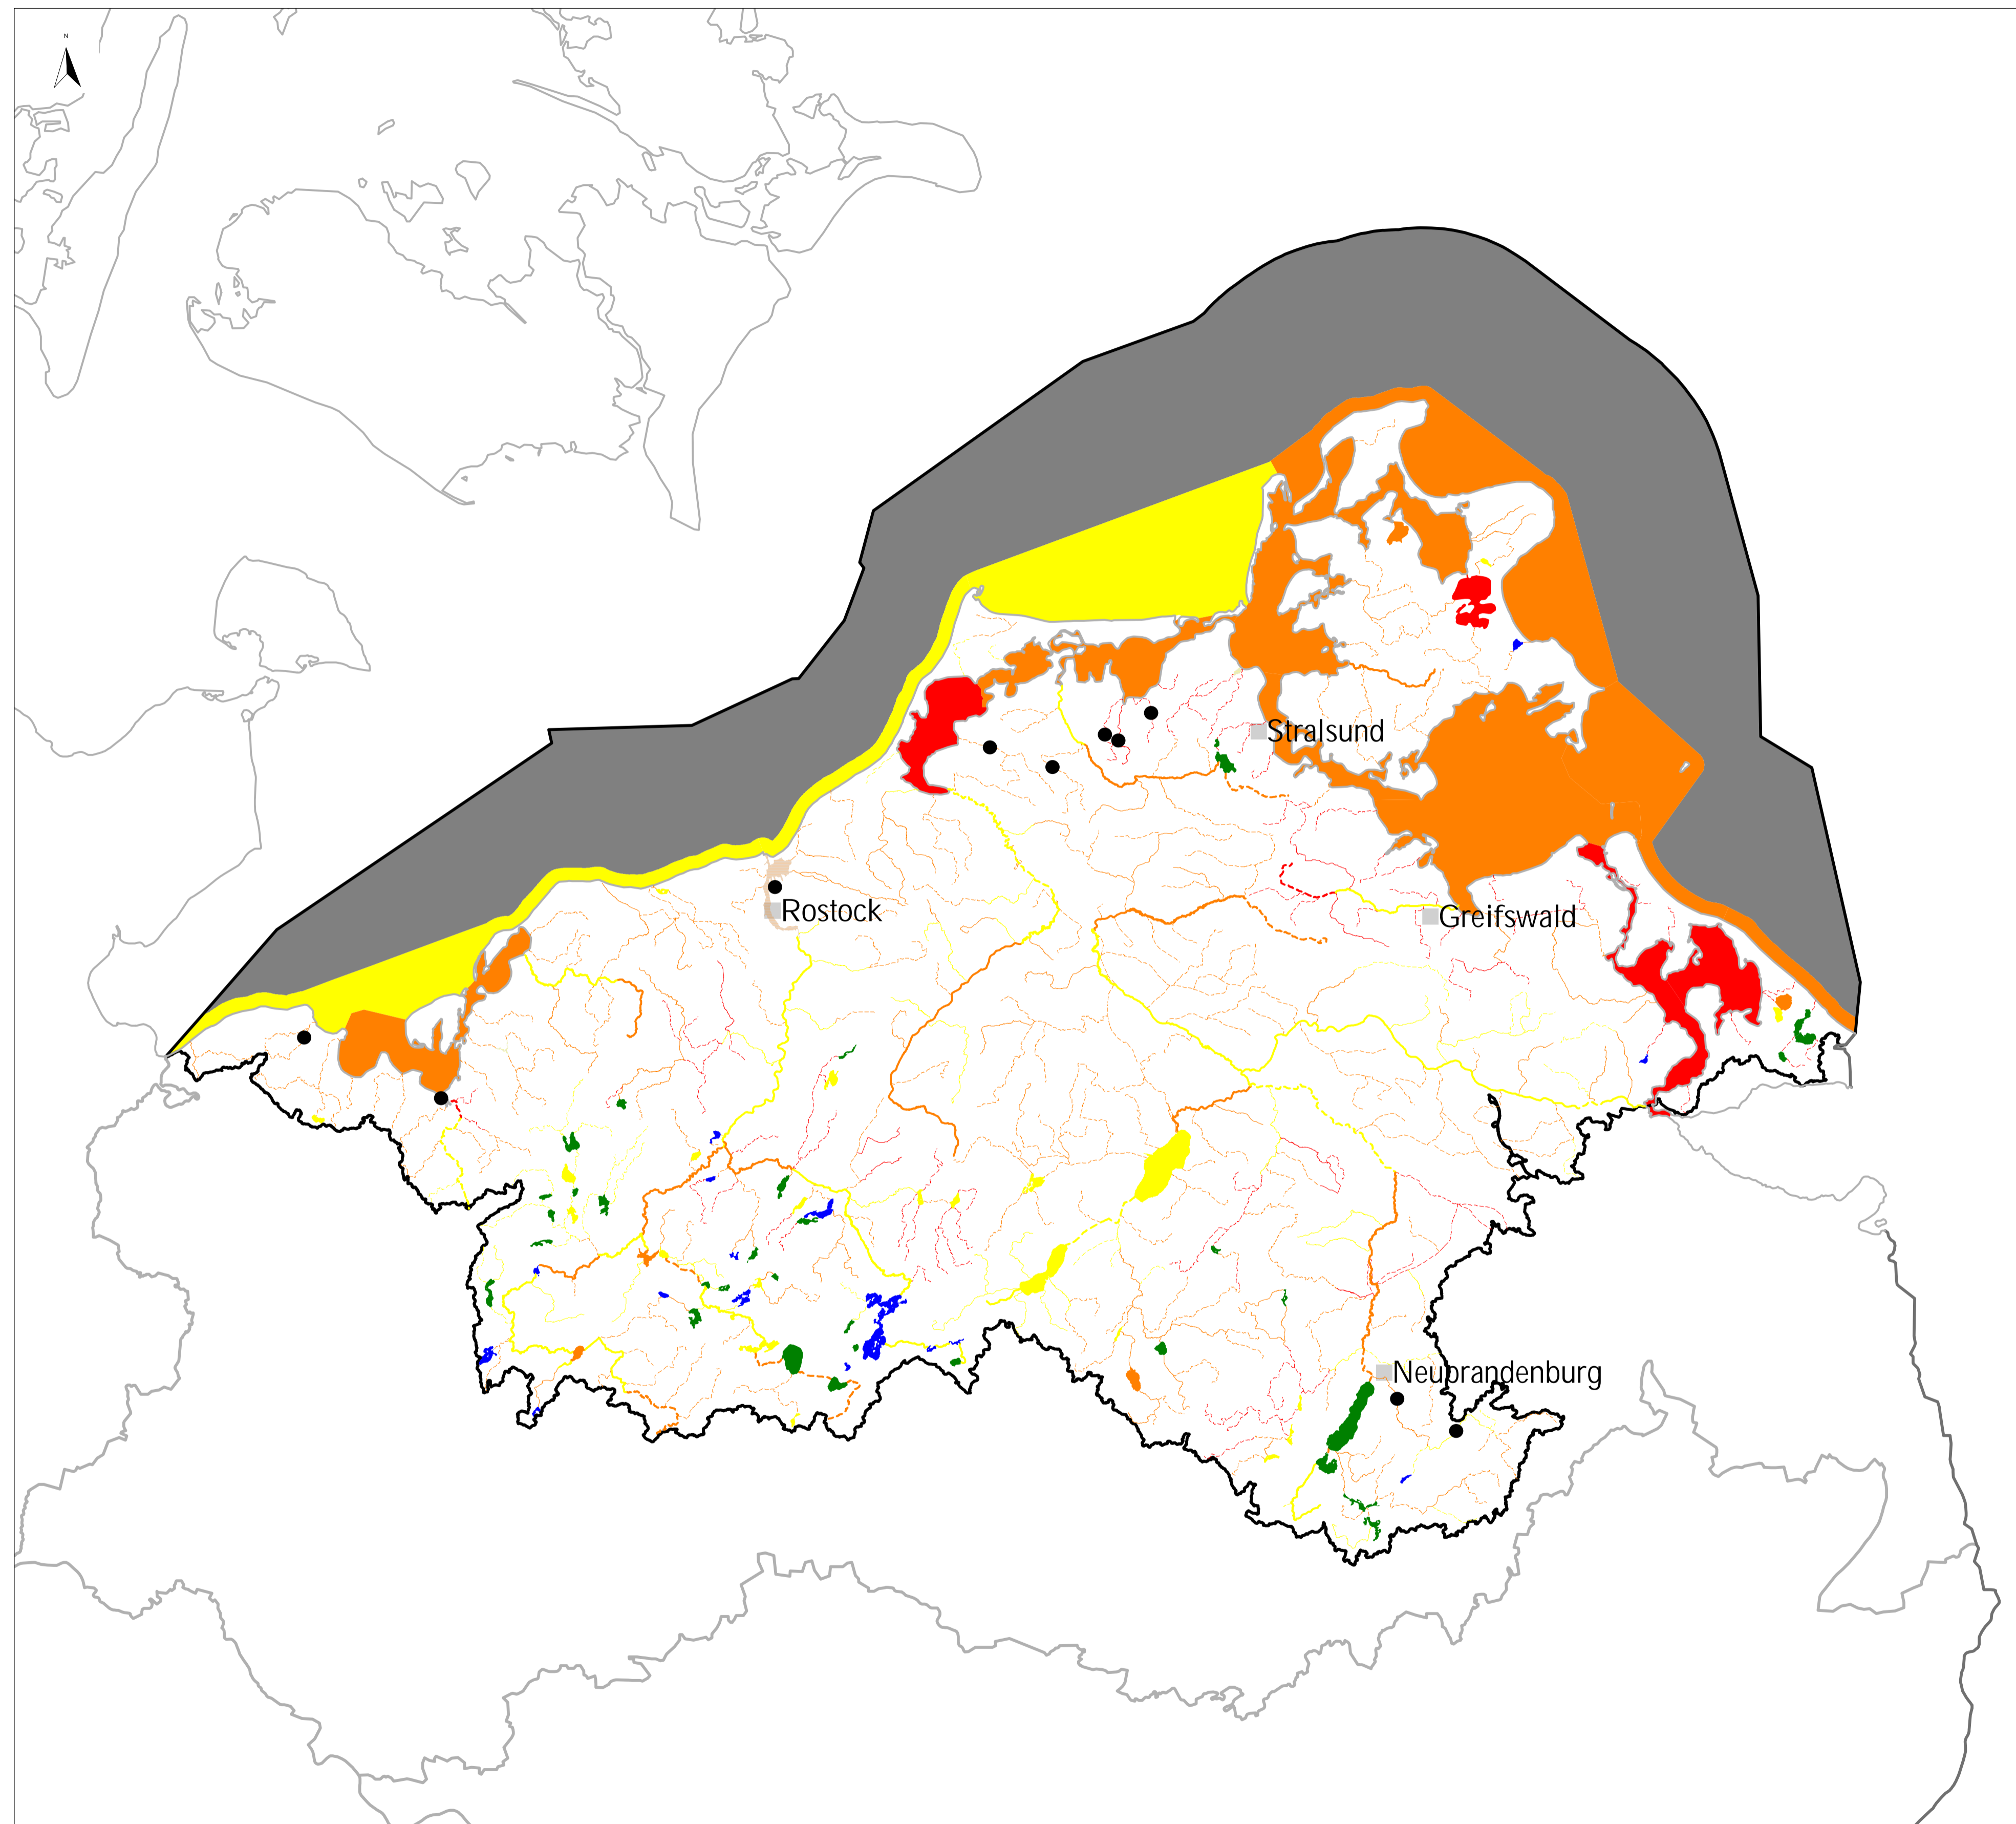 N
Stralsund
Rostock
Greifswald
Neubrandenburg